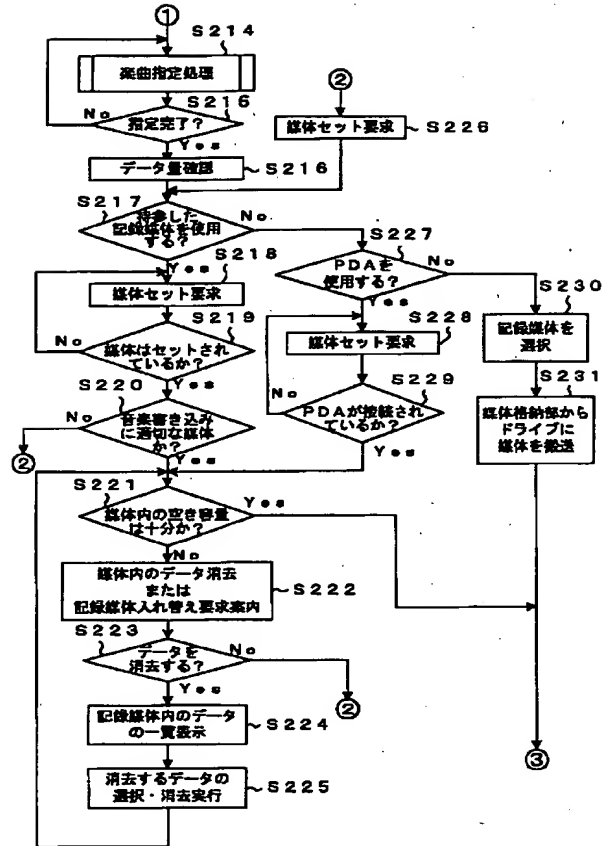 ①
S214
楽曲指定処理
No
S215
指定完了?
Yes
データ量確認
S216
②
媒体セット要求
S226
S217
持参した
記録媒体を使用
する?
No
Yes
S218
媒体セット要求
S219
No
媒体はセットされ
ているか?
S220
Yes
No
音楽書き込み
に適切な媒体
か?
②
Yes
S227
PDAを
使用する?
No
Yes
S228
媒体セット要求
S229
No
PDAが接続され
ているか?
Yes
S230
記録媒体を
選択
S231
媒体格納部から
ドライブに
媒体を搬送
S221
媒体内の空き容量
は十分か?
Yes
No
媒体内のデータ消去
または
記録媒体入れ替え要求案内
S222
S223
データを
消去する?
No
②
Yes
記録媒体内のデータ
の一覧表示
S224
消去するデータの
選択・消去実行
S225
③